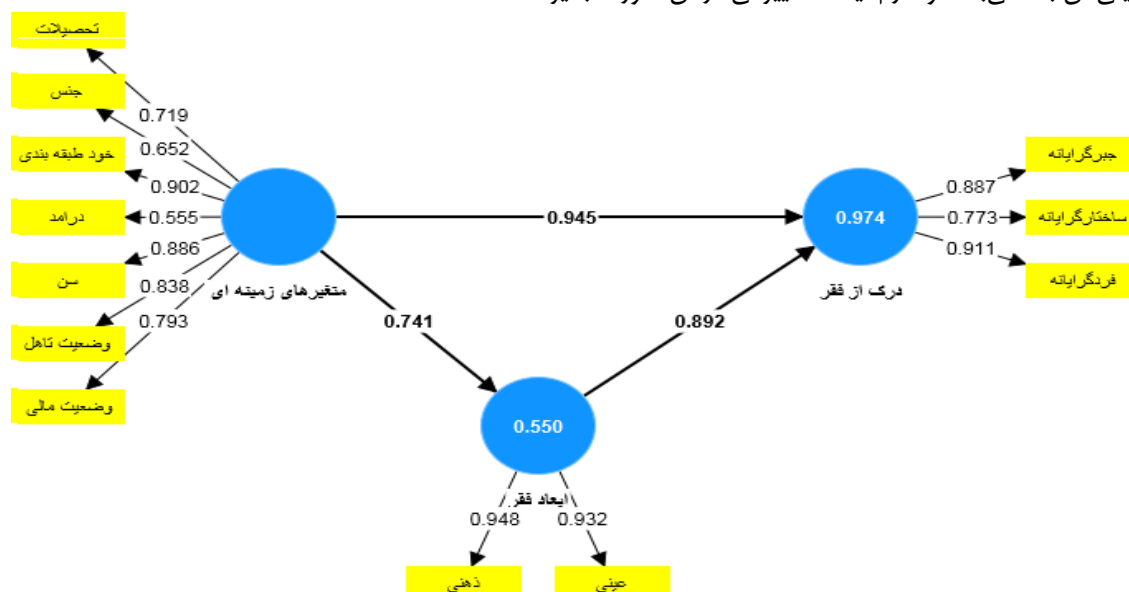 تحصیلات
جنس
خود طبقه بندی
درامد
سن
وضعیت تاهل
وضعیت مالی
0.719
0.652
0.902
0.555
0.886
0.838
0.793
متغیرهای زمینه ای
0.945
0.741
0.892
0.974
درک از فقر
0.887
0.773
0.911
جبرگرایانه
ساختارگرایانه
فردگرایانه
0.550
ابعاد فقر
0.948
0.932
ذهنی
عینی